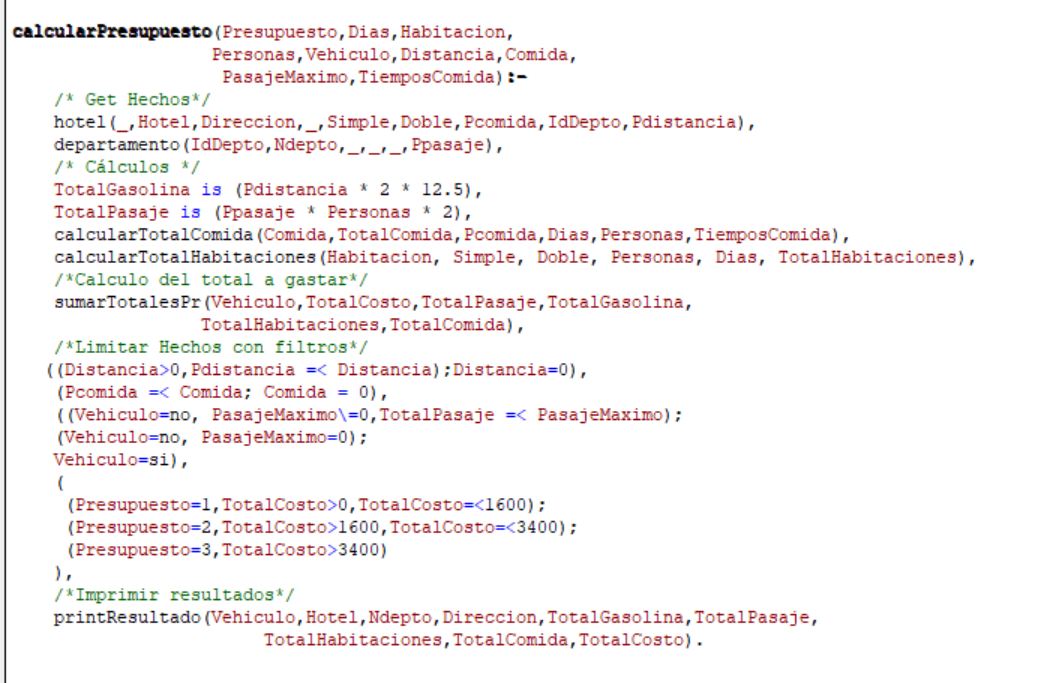 calcularPresupuesto(Presupuesto,Dias,Habitacion,
Personas,Vehiculo,Distancia,Comida,
PasajeMaximo,TiemposComida):-
/* Get Hechos*/
hotel(_,Hotel,Direccion,_,Simple,Doble,Pcomida,IdDepto,Pdistancia),
departamento(IdDepto,Ndepto,_,_,_,Ppasaje),
/* Cálculos */
TotalGasolina is (Pdistancia * 2 * 12.5),
TotalPasaje is (Ppasaje * Personas * 2),
calcularTotalComida(Comida,TotalComida,Pcomida,Dias,Personas,TiemposComida),
calcularTotalHabitaciones(Habitacion, Simple, Doble, Personas, Dias, TotalHabitaciones),
/*Calculo del total a gastar*/
sumarTotalesPr(Vehiculo,TotalCosto,TotalPasaje,TotalGasolina,
TotalHabitaciones,TotalComida),
/*Limitar Hechos con filtros*/
((Distancia>0,Pdistancia =< Distancia);Distancia=0),
(Pcomida =< Comida; Comida = 0),
((Vehiculo=no, PasajeMaximo\=0,TotalPasaje =< PasajeMaximo);
(Vehiculo=no, PasajeMaximo=0);
Vehiculo=si),
(
(Presupuesto=1,TotalCosto>0,TotalCosto=<1600);
(Presupuesto=2,TotalCosto>1600,TotalCosto=<3400);
(Presupuesto=3,TotalCosto>3400)
),
/*Imprimir resultados*/
printResultado(Vehiculo,Hotel,Ndepto,Direccion,TotalGasolina,TotalPasaje,
TotalHabitaciones,TotalComida,TotalCosto).